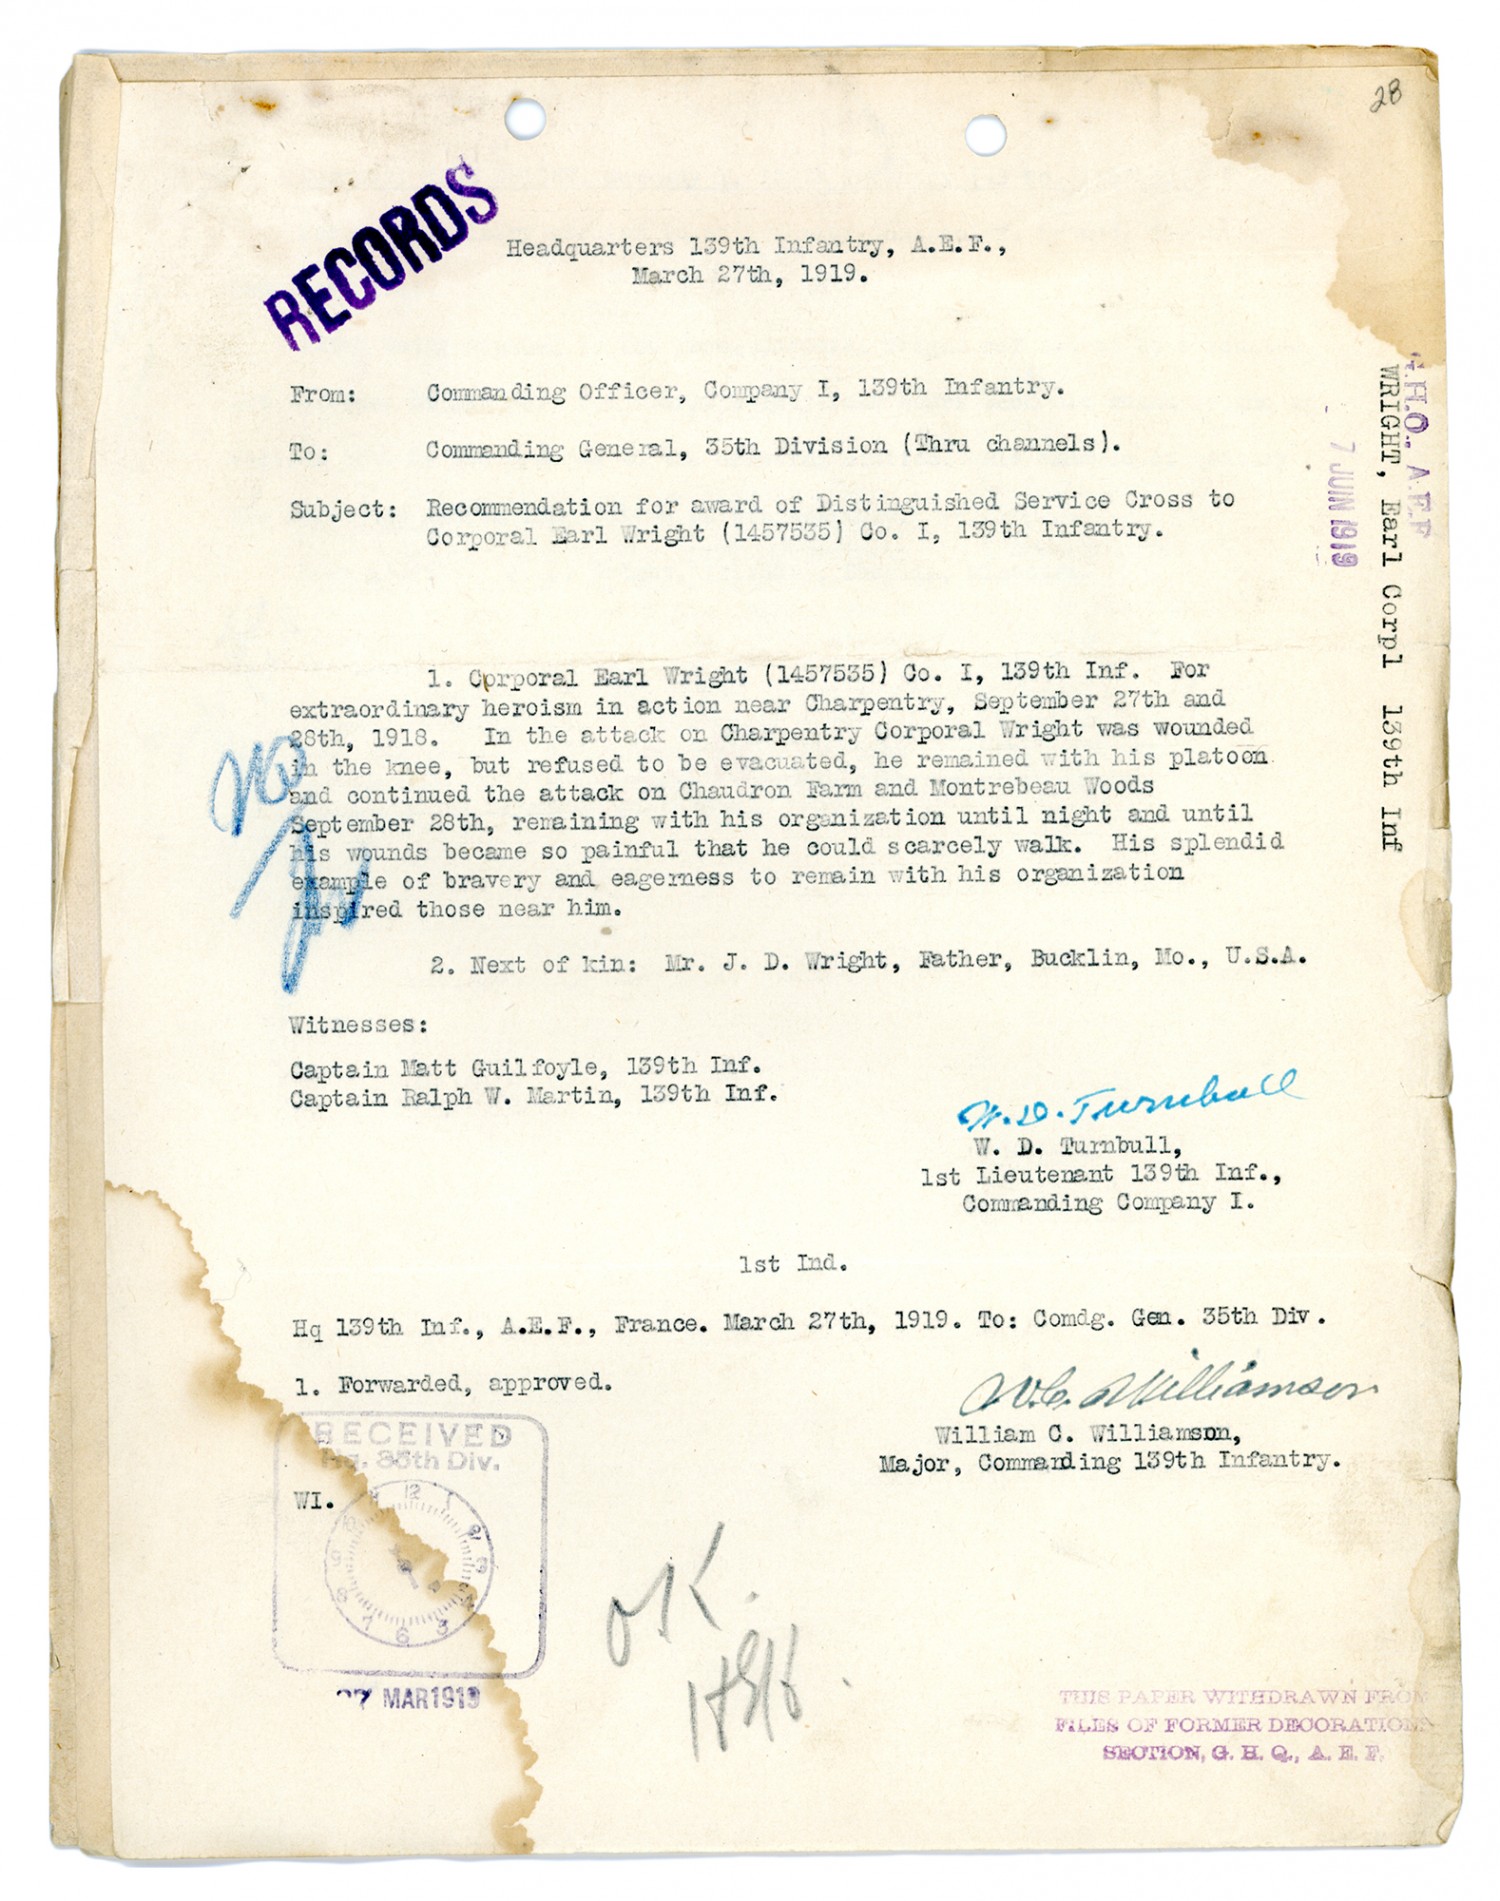 28
RECORDS
Headquarters 139th Infantry, A.E.F.,
March 27th, 1919.
From: Commanding Officer, Company I, 139th Infantry.
To: Commanding General, 35th Division (Thru channels).
Subject: Recommendation for award of Distinguished Service Cross to
Corporal Earl Wright (1457535) Co. I, 139th Infantry.
G.H.Q., A.E.F
7 JUN 1919
WRIGHT, Earl Corpl 139th Inf
1. Corporal Earl Wright (1457535) Co. I, 139th Inf. For
extraordinary heroism in action near Charpentry, September 27th and
28th, 1918. In the attack on Charpentry Corporal Wright was wounded
in the knee, but refused to be evacuated, he remained with his platoon
and continued the attack on Chaudron Farm and Montrebeau Woods
September 28th, remaining with his organization until night and until
his wounds became so painful that he could scarcely walk. His splendid
example of bravery and eagerness to remain with his organization
inspired those near him.
No
2. Next of kin: Mr. J. D. Wright, Father, Bucklin, Mo., U.S.A.
Witnesses:
Captain Matt Guilfoyle, 139th Inf.
Captain Ralph W. Martin, 139th Inf.
W. D. Turnbull
W. D. Turnbull,
1st Lieutenant 139th Inf.,
Commanding Company I.
1st Ind.
Hq 139th Inf., A.E.F., France. March 27th, 1919. To: Comdg. Gen. 35th Div.
1. Forwarded, approved.
W.C. Williamson
William C. Williamson,
Major, Commanding 139th Infantry.
RECEIVED
Hq. 35th Div.
WI.
27 MAR 1919
OK.
THIS PAPER WITHDRAWN FROM
FILES OF FORMER DECORATIONS
SECTION, G. H. Q., A. E. F.